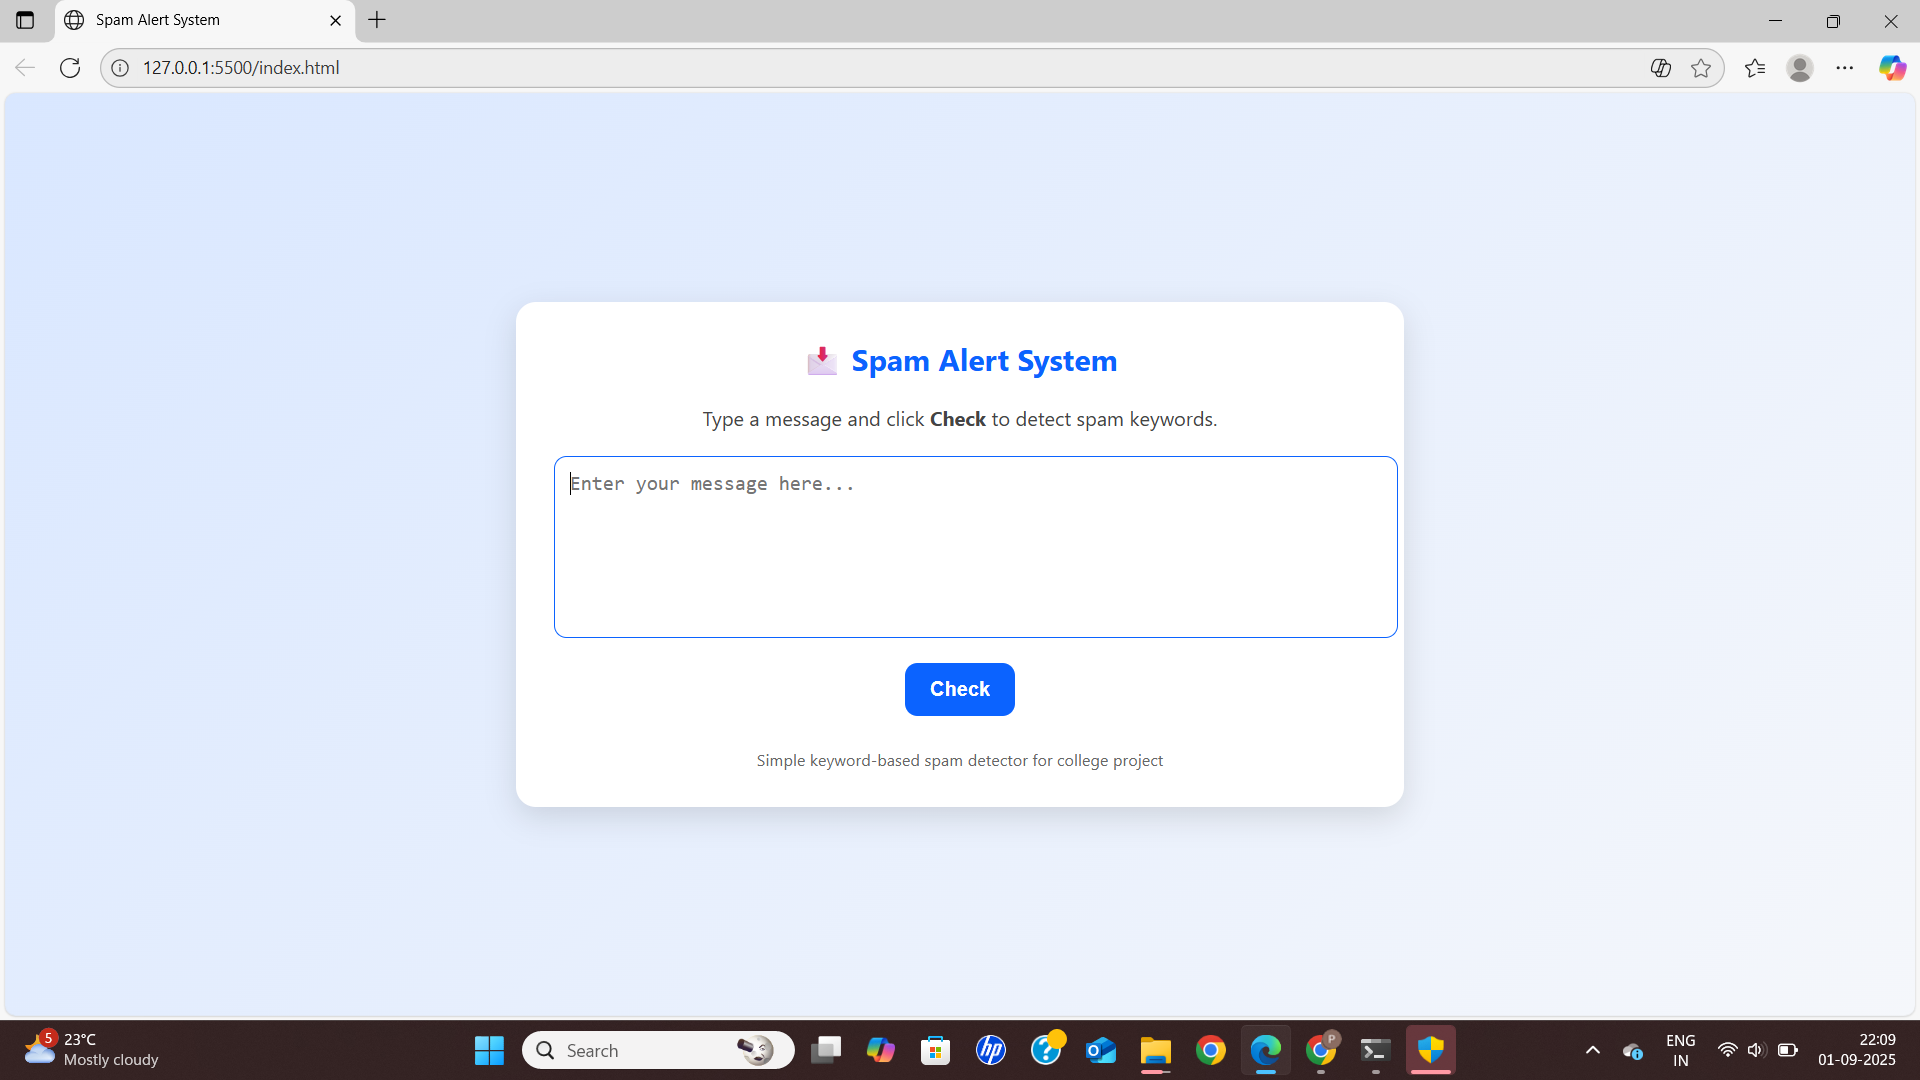 Spam Alert System
127.0.0.1:5500/index.html
Spam Alert System
Type a message and click Check to detect spam keywords.
Enter your message here...
Check
Simple keyword-based spam detector for college project
5
23°C
Mostly cloudy
Search
hp
?
O
P
ENG
IN
22:09
01-09-2025